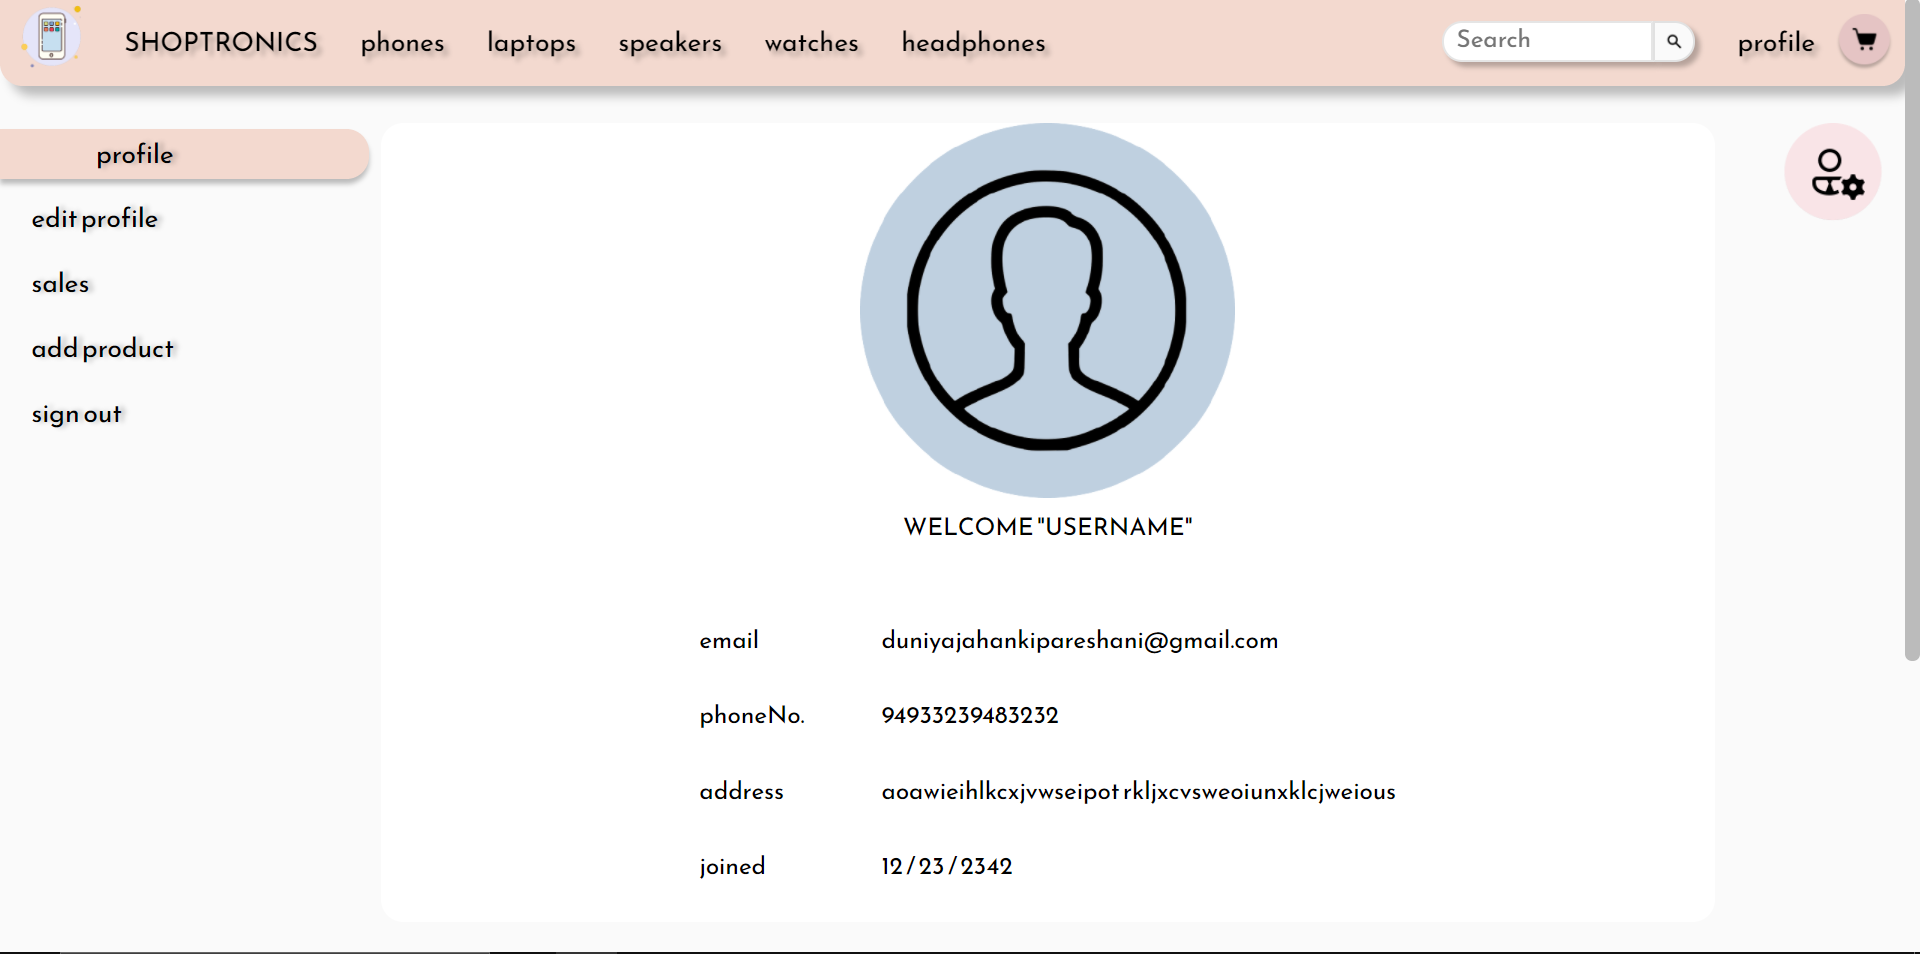 SHOPTRONICS phones laptops speakers watches headphones Search profile
profile
edit profile
sales
add product
sign out
WELCOME "USERNAME"
email duniyajahankipareshani@gmail.com
phoneNo. 94933239483232
address aoawieihlkcxjvwseipot rkljxcvsweoiunxklcjweious
joined 12 / 23 / 2342